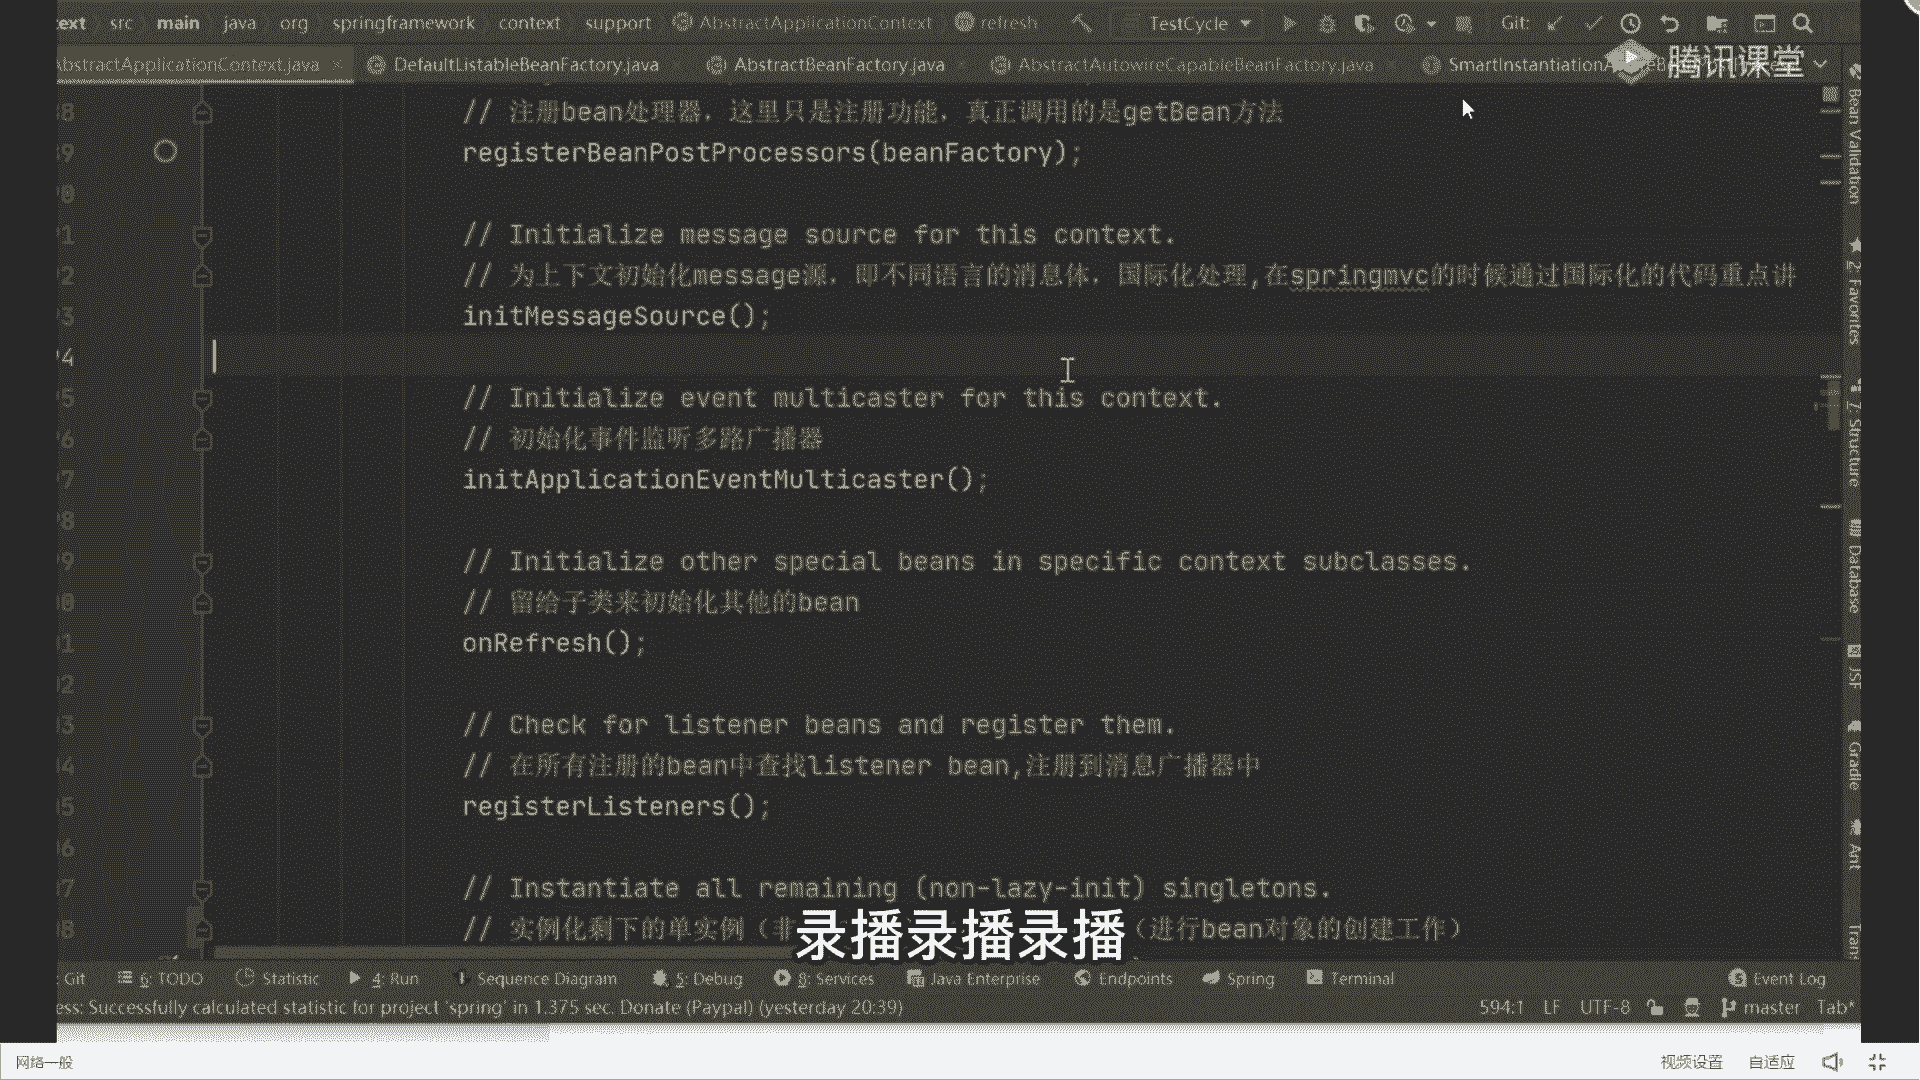 text src main java org springframework context support AbstractApplicationContext refresh TestCycle Git:
AbstractApplicationContext.java DefaultListableBeanFactory.java AbstractBeanFactory.java AbstractAutowireCapableBeanFactory.java SmartInstantiation
腾讯课堂
// 注册bean处理器，这里只是注册功能，真正调用的是getBean方法
registerBeanPostProcessors(beanFactory);
// Initialize message source for this context.
// 为上下文初始化message源，即不同语言的消息体，国际化处理,在springmvc的时候通过国际化的代码重点讲
initMessageSource();
// Initialize event multicaster for this context.
// 初始化事件监听多路广播器
initApplicationEventMulticaster();
// Initialize other special beans in specific context subclasses.
// 留给子类来初始化其他的bean
onRefresh();
// Check for listener beans and register them.
// 在所有注册的bean中查找listener bean,注册到消息广播器中
registerListeners();
// Instantiate all remaining (non-lazy-init) singletons.
// 实例化剩下的单实例（非 （进行bean对象的创建工作）
录播录播录播
Bean Validation
2: Favorites
7: Structure
Database
JSF
Gradle
Ant
Git 6: TODO Statistic 4: Run Sequence Diagram 5: Debug 8: Services Java Enterprise Endpoints Spring Terminal Event Log
ess: Successfully calculated statistic for project 'spring' in 1.375 sec. Donate (Paypal) (yesterday 20:39) 594:1 LF UTF-8 master Tab*
网络一般 视频设置 自适应